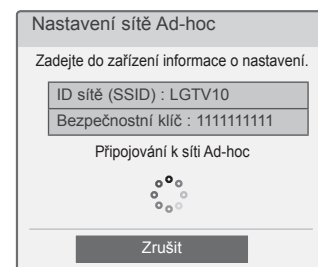 Nastavení sítě Ad-hoc
Zadejte do zařízení informace o nastavení.
ID sítě (SSID) : LGTV10
Bezpečnostní klíč : 1111111111
Připojování k síti Ad-hoc
Zrušit